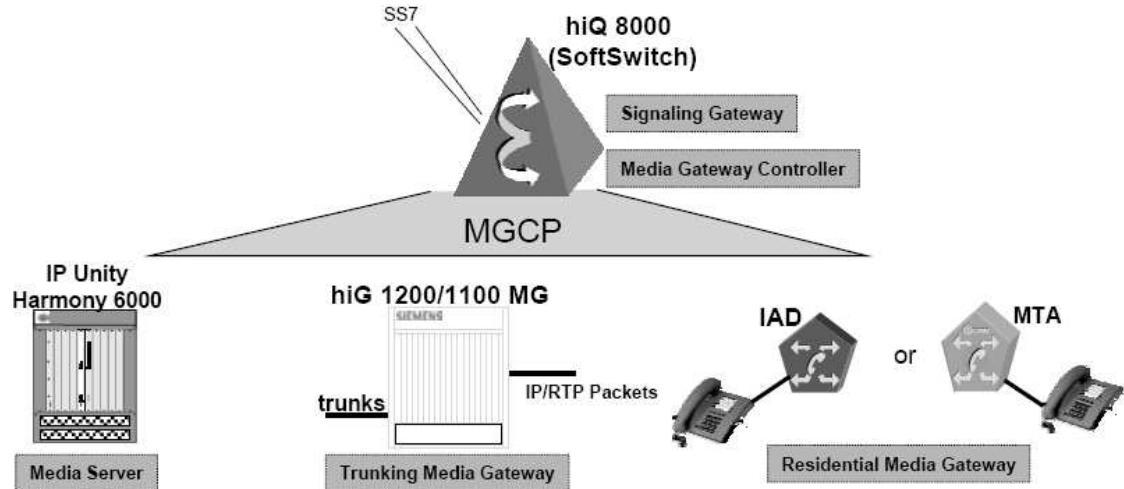 SS7
hiQ 8000
(SoftSwitch)
Signaling Gateway
Media Gateway Controller
MGCP
IP Unity
Harmony 6000
hiG 1200/1100 MG
SIEMENS
IAD
or
MTA
trunks
IP/RTP Packets
Media Server
Trunking Media Gateway
Residential Media Gateway